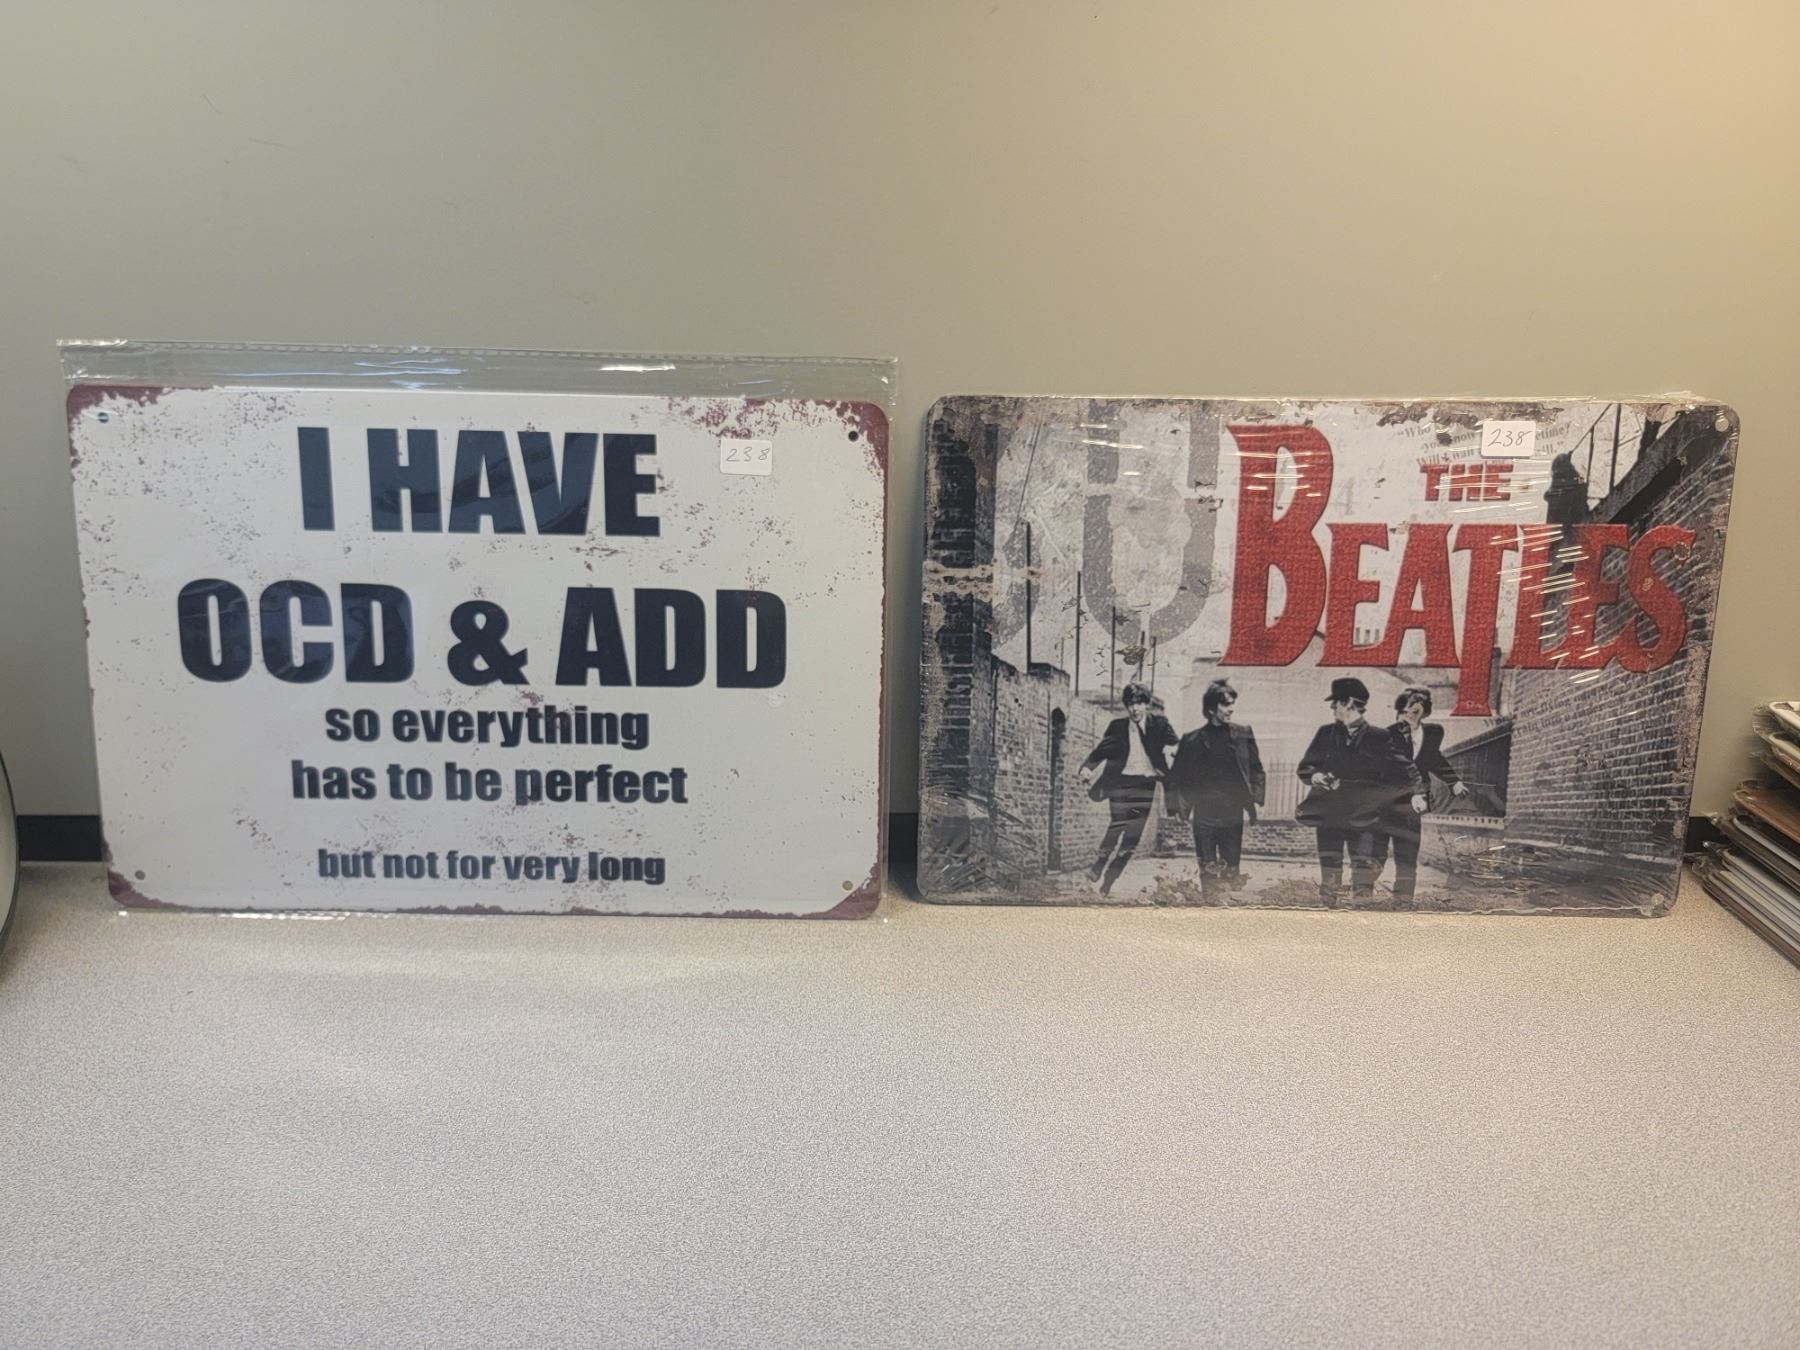 I HAVE
238
OCD & ADD
so everything
has to be perfect
but not for very long
238
THE
BEATLES